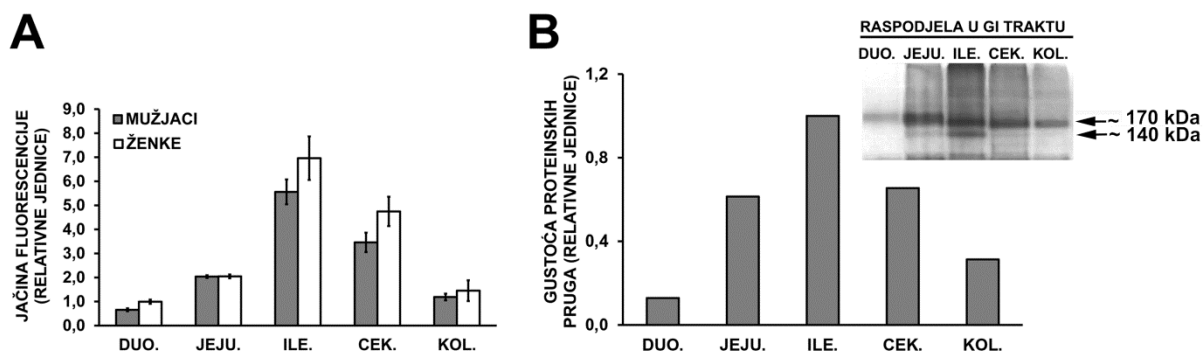 A
JAČINA FLUORESCENCIJE
(RELATIVNE JEDNICE)
9,0
8,0
7,0
6,0
5,0
4,0
3,0
2,0
1,0
0,0
MUŽJACI
ŽENKE
DUO. JEJU. ILE. CEK. KOL.
B
GUSTOĆA PROTEINSKIH
PRUGA (RELATIVNE JEDINICE)
1,2
0,8
0,4
0,0
DUO. JEJU. ILE. CEK. KOL.
RASPODJELA U GI TRAKTU
DUO. JEJU. ILE. CEK. KOL.
~ 170 kDa
~ 140 kDa